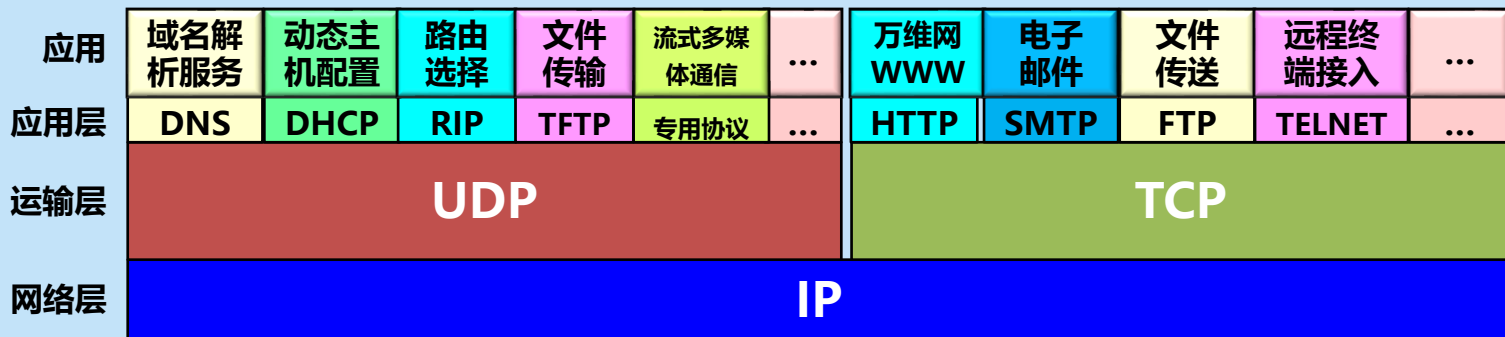 应用
域名解
析服务
动态主
机配置
路由
选择
文件
传输
流式多媒
体通信
...
万维网
WWW
电子
邮件
文件
传送
远程终
端接入
...
应用层
DNS
DHCP
RIP
TFTP
专用协议
...
HTTP
SMTP
FTP
TELNET
...
运输层
UDP
TCP
网络层
IP